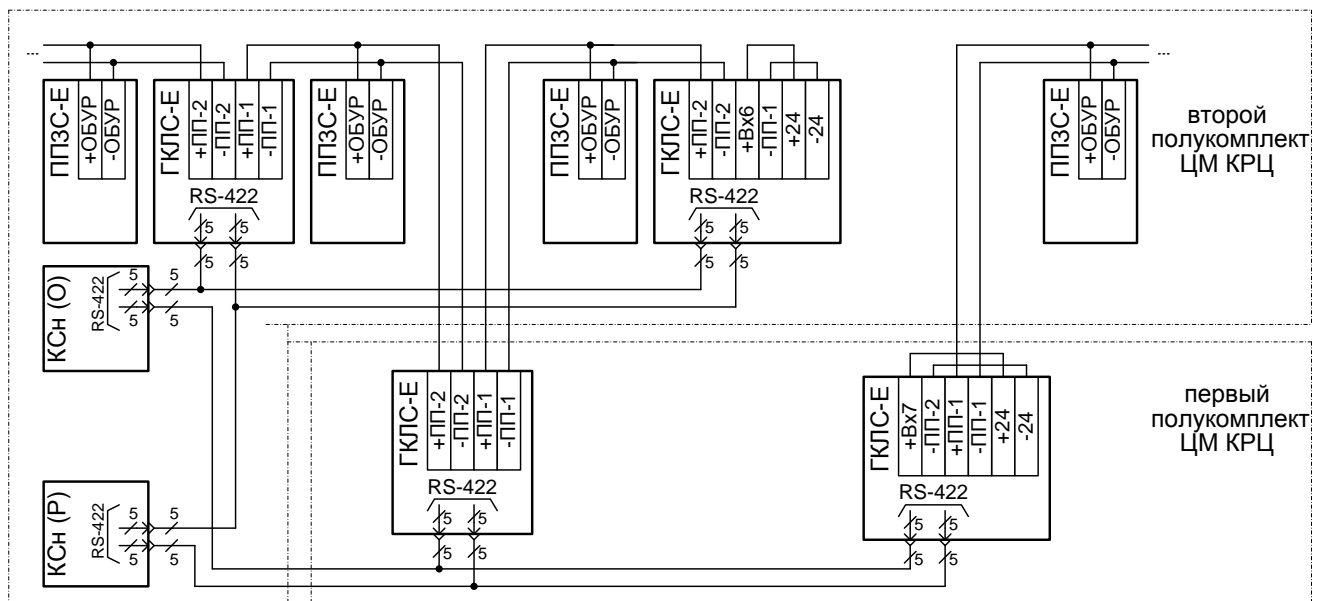 ...
ППЗС-Е
+ОБУР
-ОБУР
ГКЛС-Е
+ПП-2
-ПП-2
+ПП-1
-ПП-1
RS-422
5
5
5
5
ППЗС-Е
+ОБУР
-ОБУР
ППЗС-Е
+ОБУР
-ОБУР
ГКЛС-Е
+ПП-2
-ПП-2
+Вх6
-ПП-1
+24
-24
RS-422
5
5
5
5
...
ППЗС-Е
+ОБУР
-ОБУР
второй
полукомплект
ЦМ КРЦ
КСн (О)
RS-422
5
5
5
5
ГКЛС-Е
+ПП-2
-ПП-2
+ПП-1
-ПП-1
RS-422
5
5
5
5
ГКЛС-Е
+Вх7
-ПП-2
+ПП-1
-ПП-1
+24
-24
RS-422
5
5
5
5
первый
полукомплект
ЦМ КРЦ
КСн (Р)
RS-422
5
5
5
5